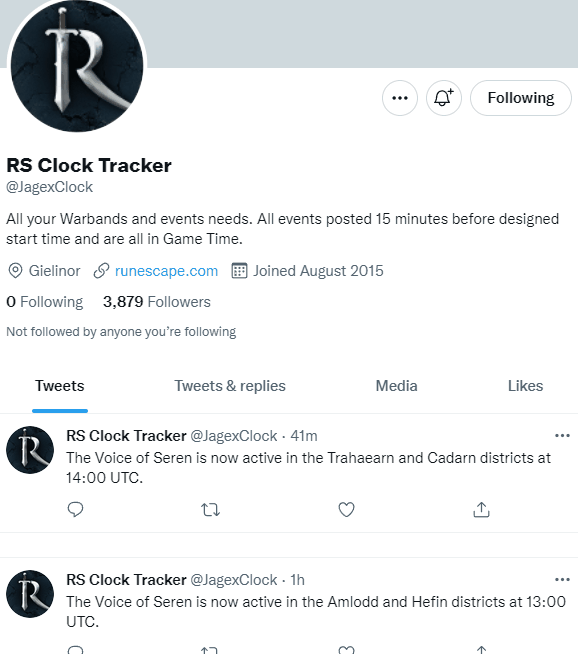 Following
RS Clock Tracker
@JagexClock
All your Warbands and events needs. All events posted 15 minutes before designed
start time and are all in Game Time.
Gielinor runescape.com Joined August 2015
0 Following 3,879 Followers
Not followed by anyone you’re following
Tweets Tweets & replies Media Likes
RS Clock Tracker @JagexClock · 41m
The Voice of Seren is now active in the Trahaearn and Cadarn districts at
14:00 UTC.
RS Clock Tracker @JagexClock · 1h
The Voice of Seren is now active in the Amlodd and Hefin districts at 13:00
UTC.